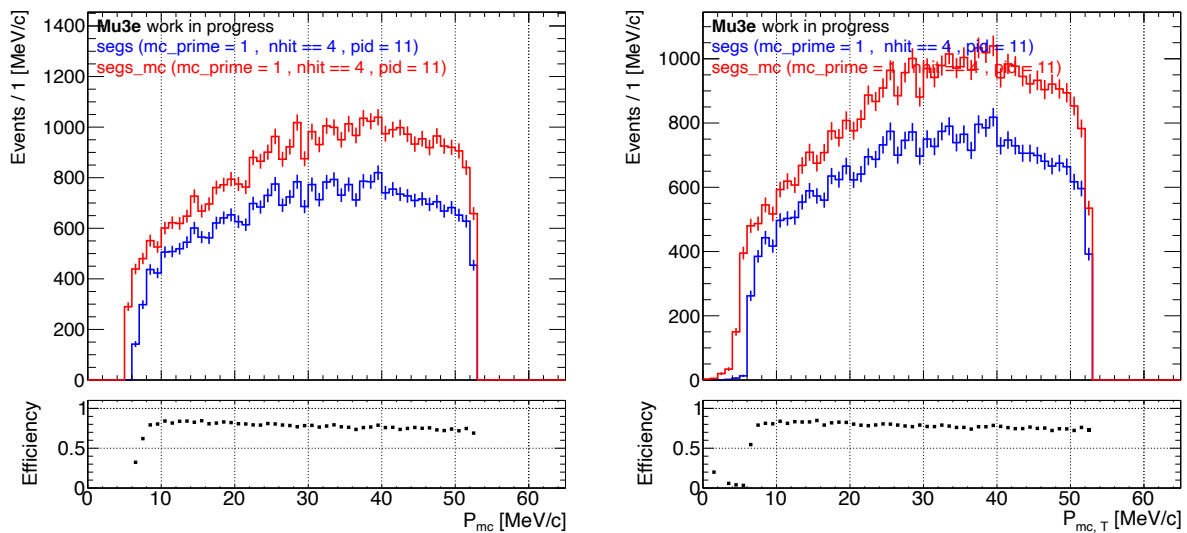 Mu3e work in progress
segs (mc_prime = 1 , nhit == 4 , pid = 11)
segs_mc (mc_prime = 1 , nhit == 4 , pid = 11)
Events / 1 [MeV/c]
1400
1200
1000
800
600
400
200
0
Efficiency
1
0.5
0
0 10 20 30 40 50 60
P_mc [MeV/c]
Mu3e work in progress
segs (mc_prime = 1 , nhit == 4 , pid = 11)
segs_mc (mc_prime = 1 , nhit == 4 , pid = 11)
Events / 1 [MeV/c]
1000
800
600
400
200
0
Efficiency
1
0.5
0
0 10 20 30 40 50 60
P_mc, T [MeV/c]